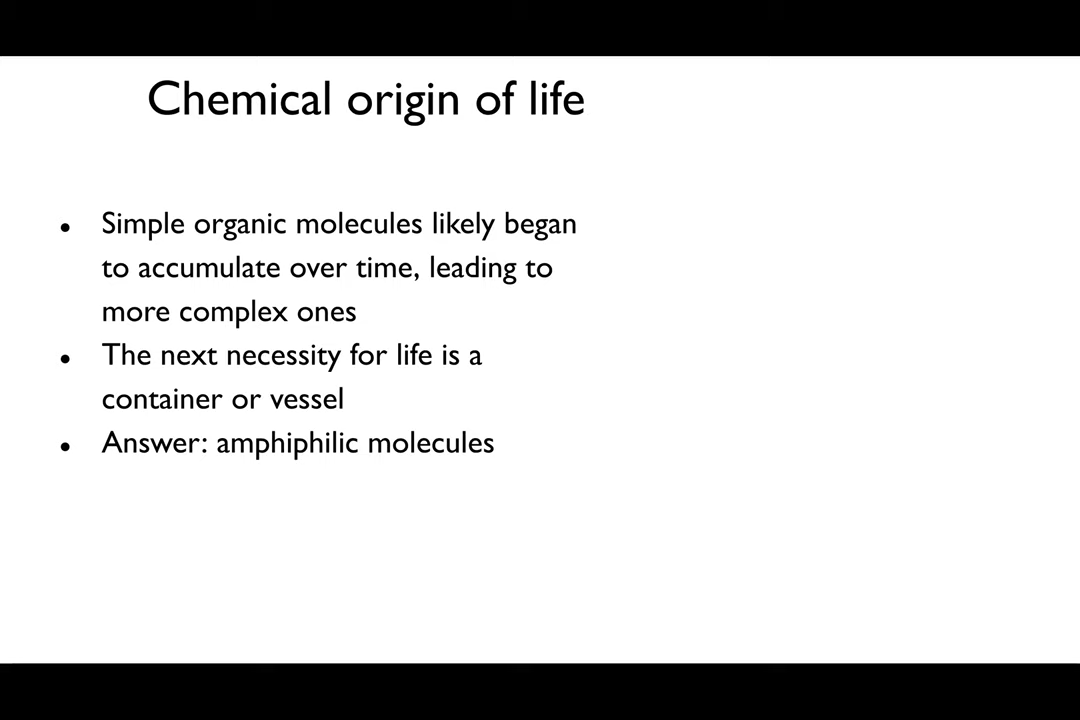 Chemical origin of life
• Simple organic molecules likely began
to accumulate over time, leading to
more complex ones
• The next necessity for life is a
container or vessel
• Answer: amphiphilic molecules